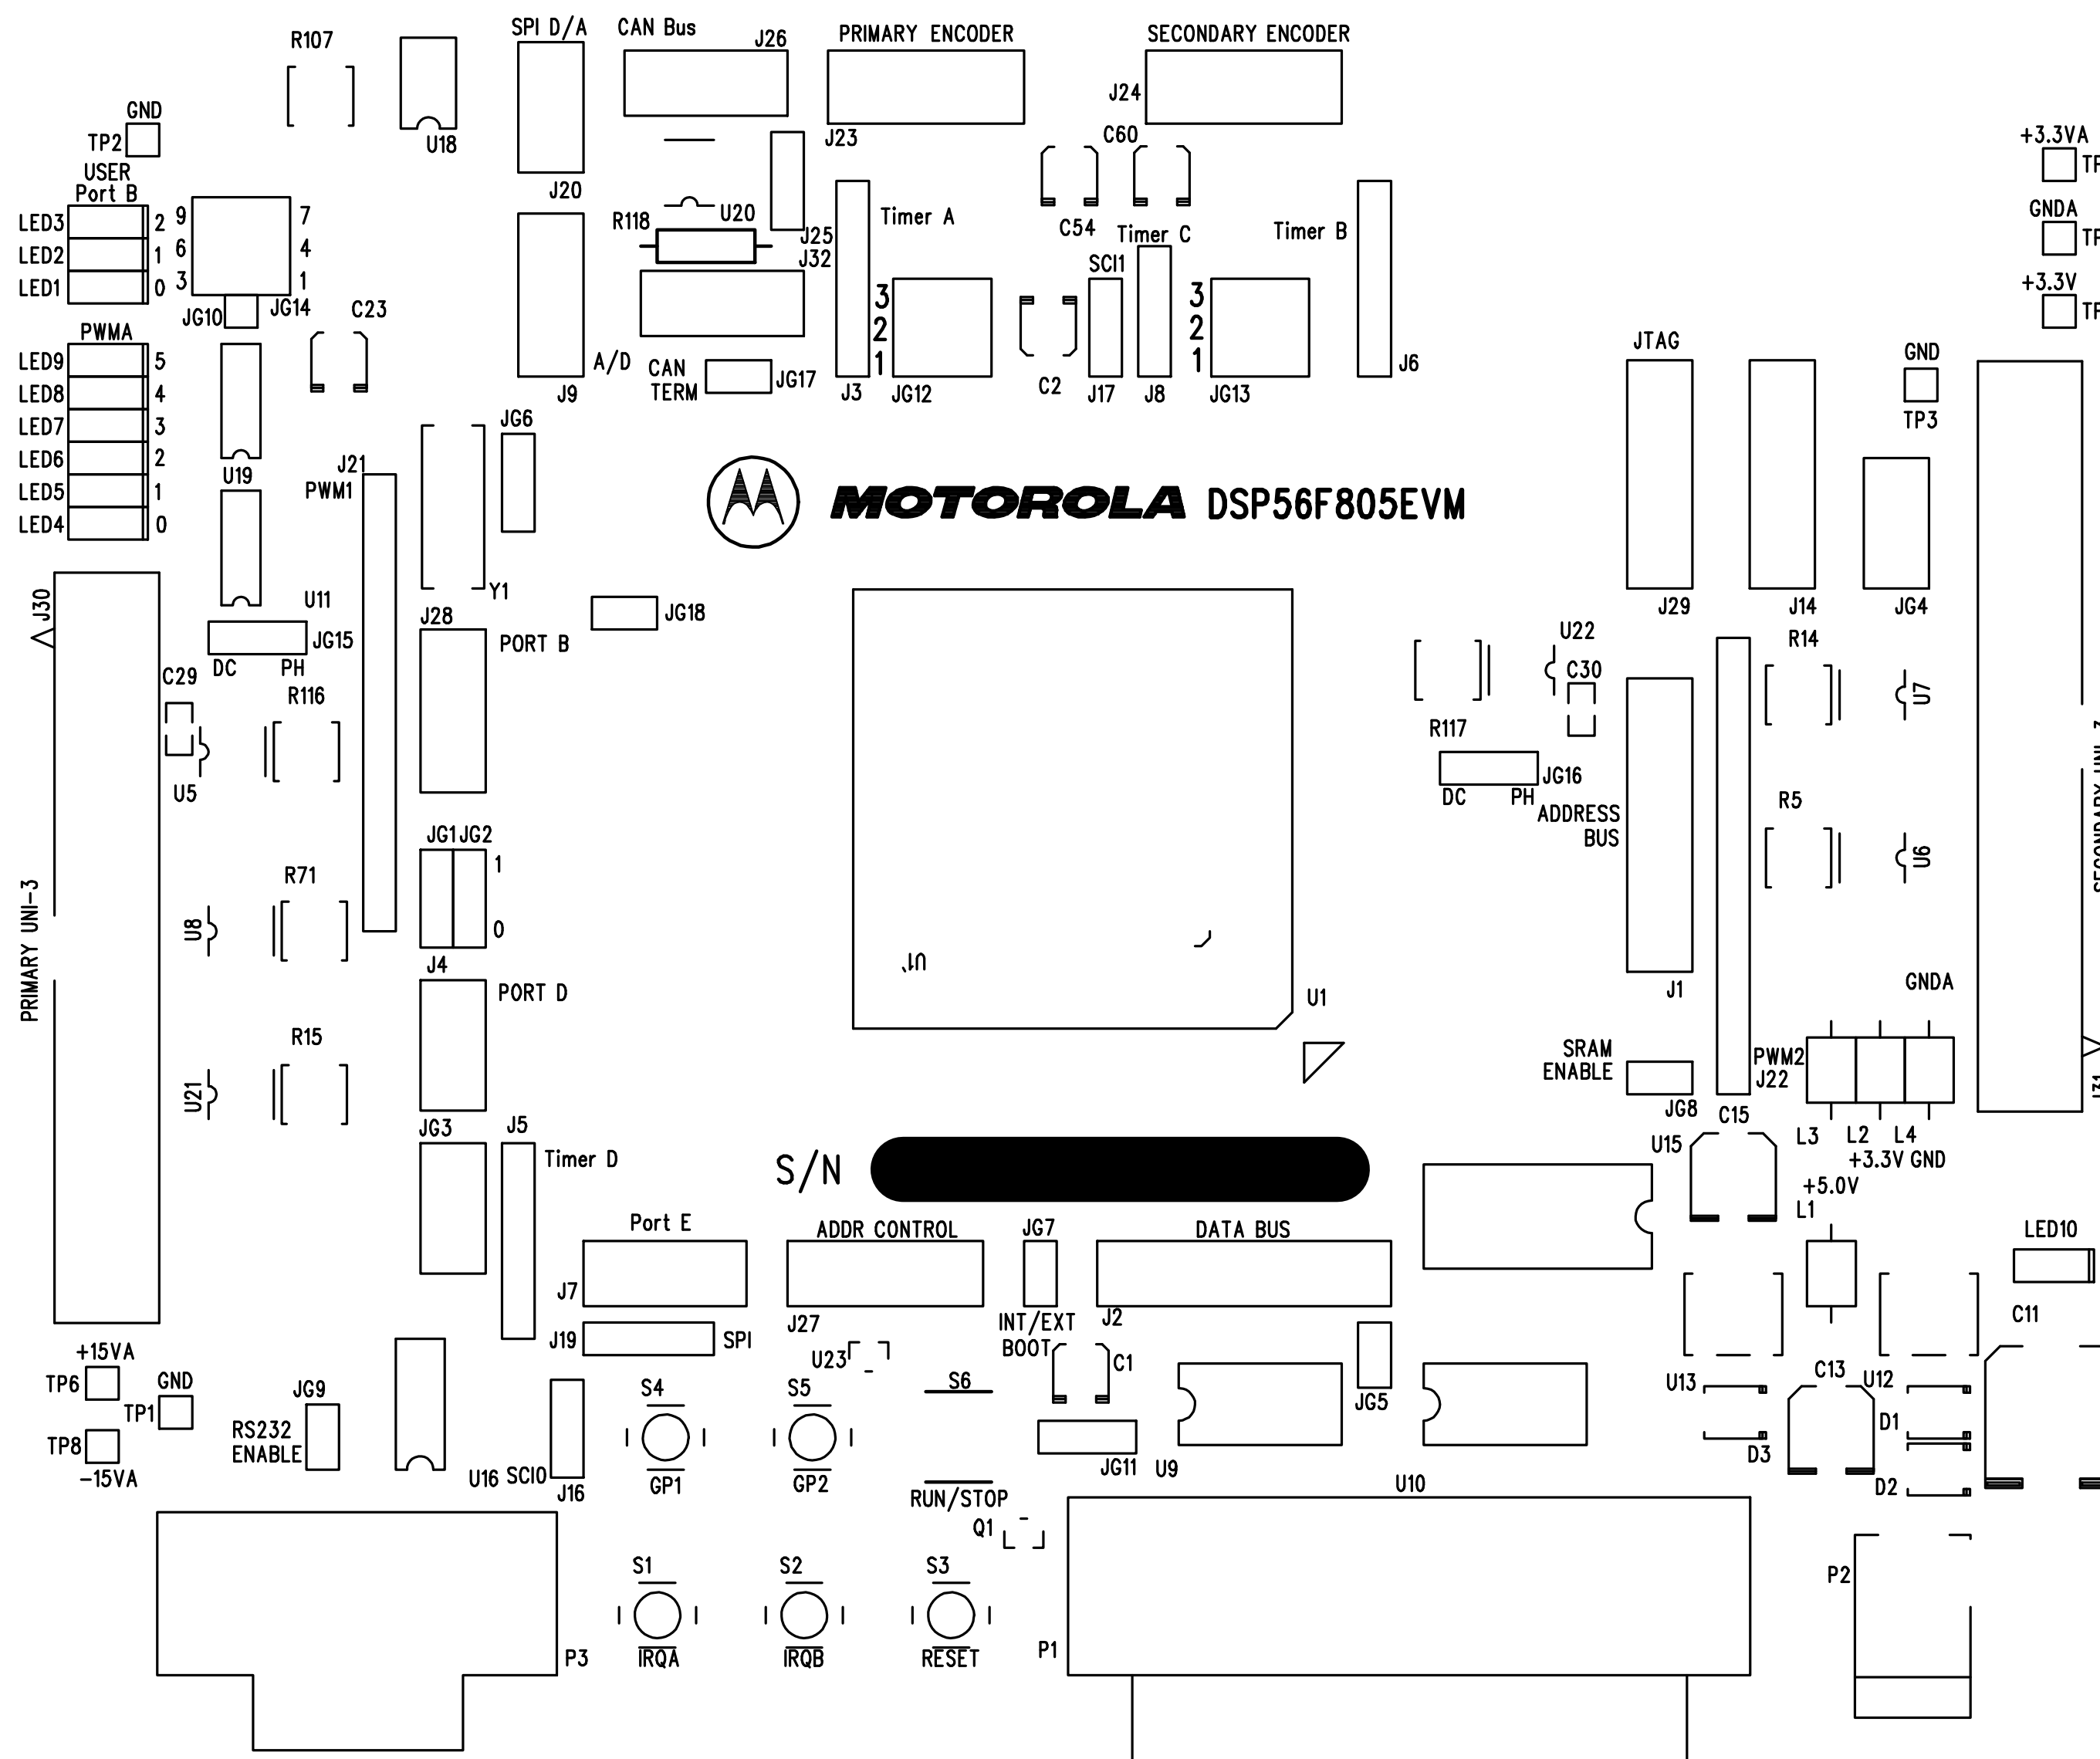 SPI D/A
CAN Bus
J26
PRIMARY ENCODER
SECONDARY ENCODER
R107
GND
TP2
U18
J20
J23
J24
C60
+3.3VA
USER
Port B
LED3
LED2
LED1
2
1
0
9
6
3
7
4
1
JG10
JG14
C23
R118
U20
J25
J32
Timer A
C54
Timer C
Timer B
SCI1
GNDA
+3.3V
3
2
1
3
2
1
PWMA
LED9
LED8
LED7
LED6
LED5
LED4
5
4
3
2
1
0
A/D
J9
CAN
TERM
JG17
J3
JG12
C2
J17
J8
JG13
J6
JTAG
GND
TP3
JG6
U19
J21
PWM1
MOTOROLA DSP56F805EVM
J30
U11
Y1
JG18
J28
PORT B
JG15
DC
PH
C29
R116
U5
J29
J14
JG4
U22
C30
R14
U7
R117
JG16
DC
PH
ADDRESS
BUS
R5
U6
SECONDARY UNI-3
PRIMARY UNI-3
JG1
JG2
1
0
R71
U8
J4
PORT D
U1
U1
J1
GNDA
R15
U21
SRAM
ENABLE
JG8
PWM2
J22
J31
JG3
J5
Timer D
S/N
C15
U15
L3
L2
L4
+3.3V
GND
+5.0V
L1
LED10
Port E
ADDR CONTROL
JG7
DATA BUS
J7
J19
SPI
J27
U23
INT/EXT
BOOT
J2
C1
JG5
C11
+15VA
TP6
GND
TP1
TP8
-15VA
JG9
RS232
ENABLE
U16
SCI0
J16
S4
GP1
S5
GP2
S6
RUN/STOP
JG11
U9
U10
U13
C13
U12
D1
D3
D2
Q1
S1
IRQA
S2
IRQB
S3
RESET
P3
P1
P2